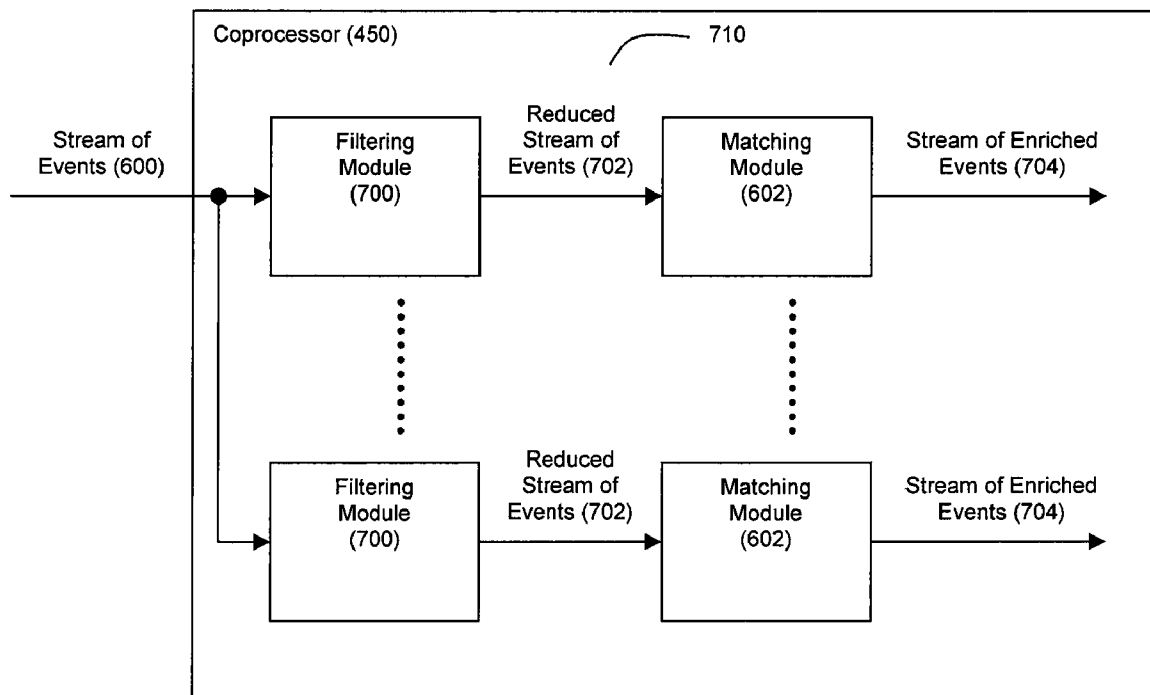 Coprocessor (450)
710
Stream of
Events (600)
Filtering
Module
(700)
Reduced
Stream of
Events (702)
Matching
Module
(602)
Stream of Enriched
Events (704)
Filtering
Module
(700)
Reduced
Stream of
Events (702)
Matching
Module
(602)
Stream of Enriched
Events (704)